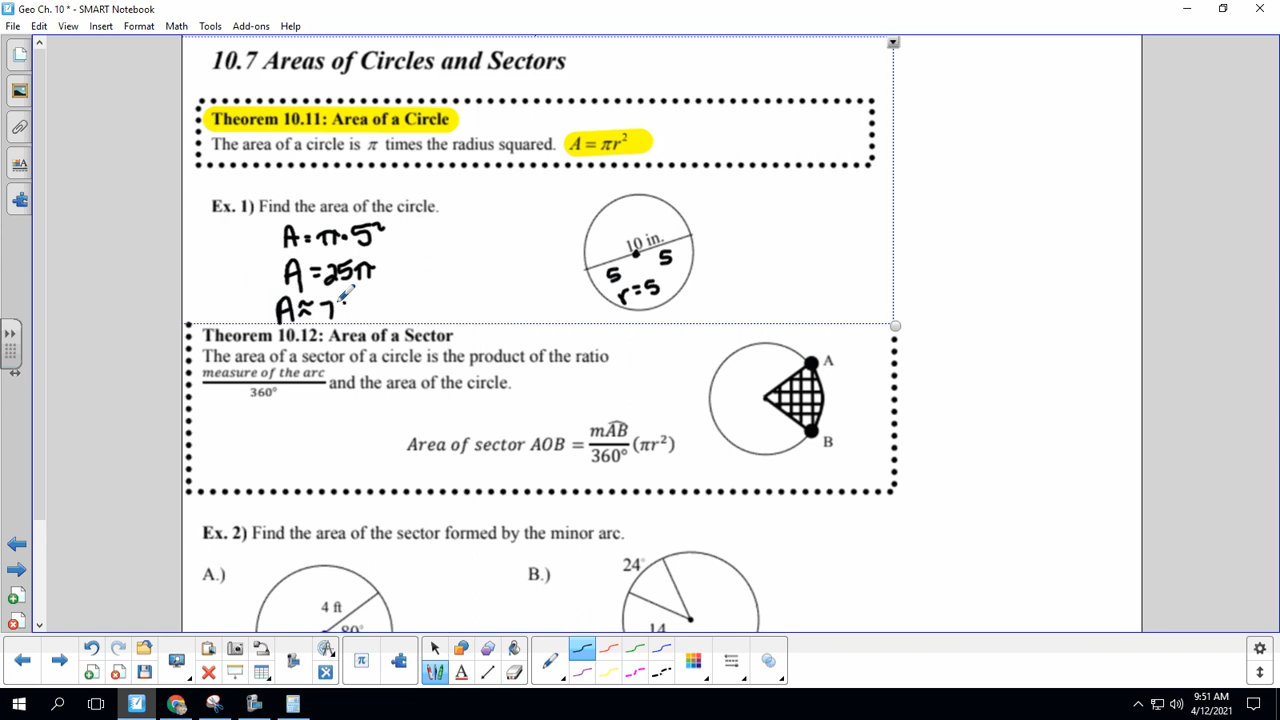 Geo Ch. 10 * - SMART Notebook
File Edit View Insert Format Math Tools Add-ons Help
10.7 Areas of Circles and Sectors
Theorem 10.11: Area of a Circle
The area of a circle is π times the radius squared. A = πr²
Ex. 1) Find the area of the circle.
A = π · 5²
A = 25π
A ≈ 7
10 in.
5 5
r = 5
Theorem 10.12: Area of a Sector
The area of a sector of a circle is the product of the ratio
measure of the arc / 360° and the area of the circle.
Area of sector AOB = mAB͡ / 360° (πr²)
A
B
Ex. 2) Find the area of the sector formed by the minor arc.
A.)
4 ft
80°
B.)
24°
14
9:51 AM
4/12/2021